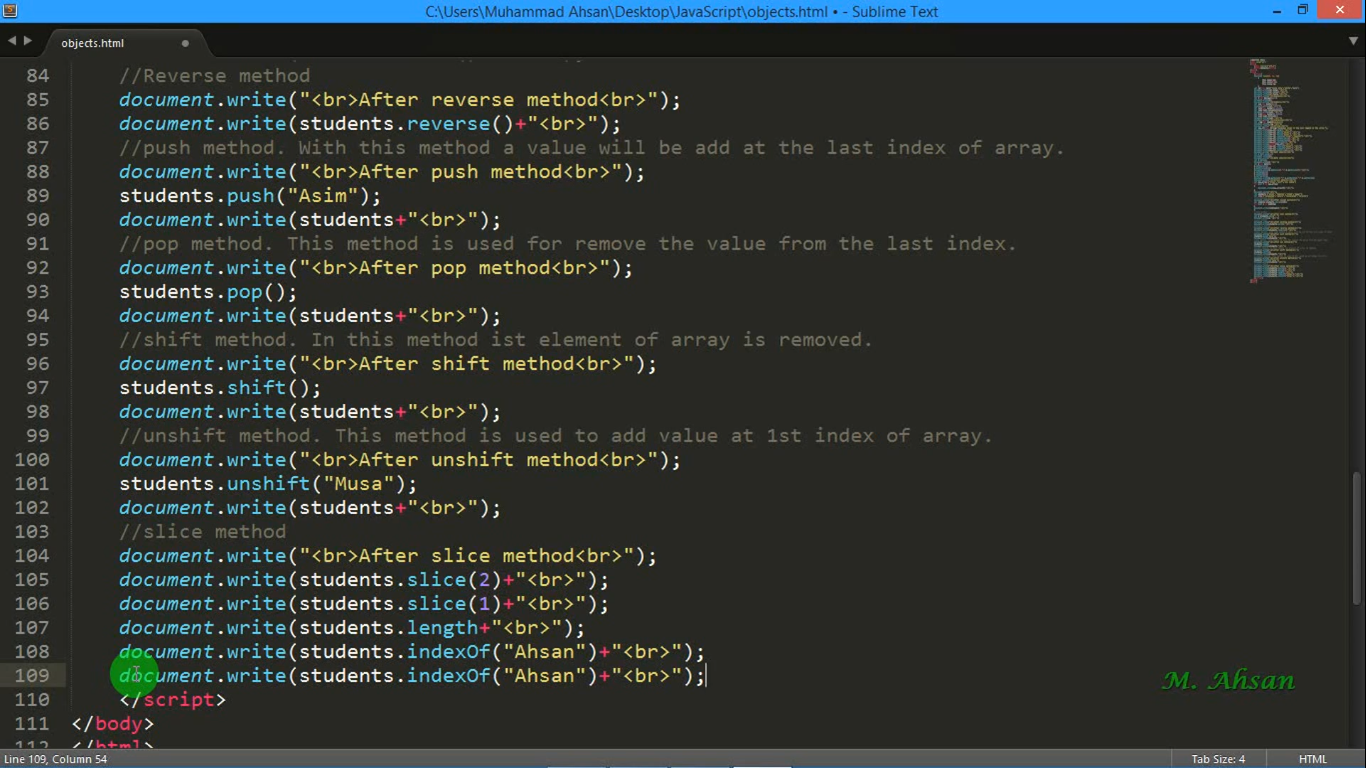 C:\Users\Muhammad Ahsan\Desktop\JavaScript\objects.html • - Sublime Text
objects.html
84 //Reverse method
85 document.write("<br>After reverse method<br>");
86 document.write(students.reverse()+"<br>");
87 //push method. With this method a value will be add at the last index of array.
88 document.write("<br>After push method<br>");
89 students.push("Asim");
90 document.write(students+"<br>");
91 //pop method. This method is used for remove the value from the last index.
92 document.write("<br>After pop method<br>");
93 students.pop();
94 document.write(students+"<br>");
95 //shift method. In this method ist element of array is removed.
96 document.write("<br>After shift method<br>");
97 students.shift();
98 document.write(students+"<br>");
99 //unshift method. This method is used to add value at 1st index of array.
100 document.write("<br>After unshift method<br>");
101 students.unshift("Musa");
102 document.write(students+"<br>");
103 //slice method
104 document.write("<br>After slice method<br>");
105 document.write(students.slice(2)+"<br>");
106 document.write(students.slice(1)+"<br>");
107 document.write(students.length+"<br>");
108 document.write(students.indexOf("Ahsan")+"<br>");
109 document.write(students.indexOf("Ahsan")+"<br>");
M. Ahsan
110 </script>
111 </body>
112 </html>
Line 109, Column 54
Tab Size: 4
HTML